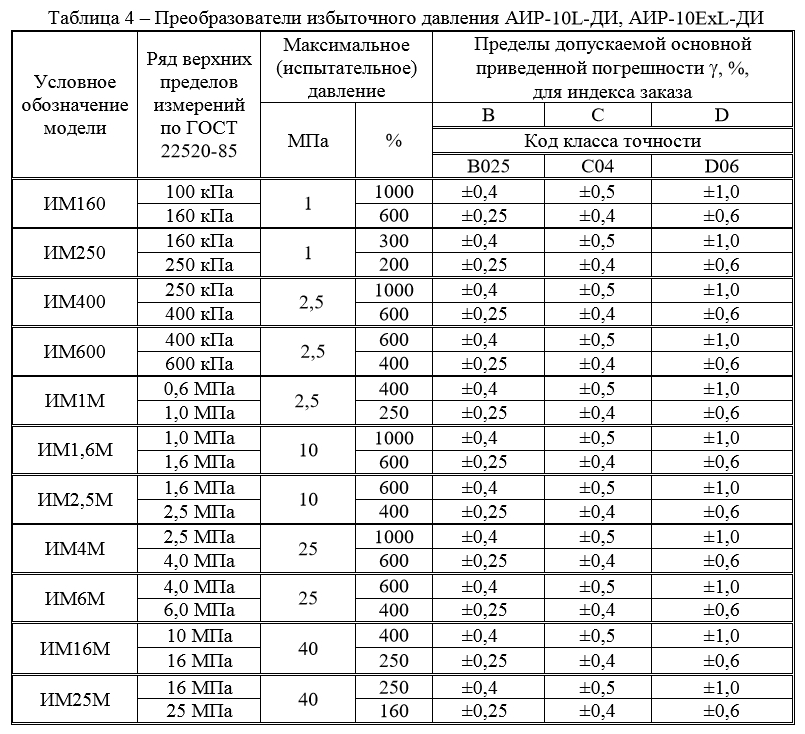 Таблица 4 – Преобразователи избыточного давления АИР-10L-ДИ, АИР-10ExL-ДИ
Условное обозначение модели
Ряд верхних пределов измерений по ГОСТ 22520-85
Максимальное (испытательное) давление
Пределы допускаемой основной приведенной погрешности γ, %, для индекса заказа
МПа %
B C D
Код класса точности
B025 C04 D06
ИМ160 100 кПа 1 1000 ±0,4 ±0,5 ±1,0
160 кПа 600 ±0,25 ±0,4 ±0,6
ИМ250 160 кПа 1 300 ±0,4 ±0,5 ±1,0
250 кПа 200 ±0,25 ±0,4 ±0,6
ИМ400 250 кПа 2,5 1000 ±0,4 ±0,5 ±1,0
400 кПа 600 ±0,25 ±0,4 ±0,6
ИМ600 400 кПа 2,5 600 ±0,4 ±0,5 ±1,0
600 кПа 400 ±0,25 ±0,4 ±0,6
ИМ1М 0,6 МПа 2,5 400 ±0,4 ±0,5 ±1,0
1,0 МПа 250 ±0,25 ±0,4 ±0,6
ИМ1,6М 1,0 МПа 10 1000 ±0,4 ±0,5 ±1,0
1,6 МПа 600 ±0,25 ±0,4 ±0,6
ИМ2,5М 1,6 МПа 10 600 ±0,4 ±0,5 ±1,0
2,5 МПа 400 ±0,25 ±0,4 ±0,6
ИМ4М 2,5 МПа 25 1000 ±0,4 ±0,5 ±1,0
4,0 МПа 600 ±0,25 ±0,4 ±0,6
ИМ6М 4,0 МПа 25 600 ±0,4 ±0,5 ±1,0
6,0 МПа 400 ±0,25 ±0,4 ±0,6
ИМ16М 10 МПа 40 400 ±0,4 ±0,5 ±1,0
16 МПа 250 ±0,25 ±0,4 ±0,6
ИМ25М 16 МПа 40 250 ±0,4 ±0,5 ±1,0
25 МПа 160 ±0,25 ±0,4 ±0,6